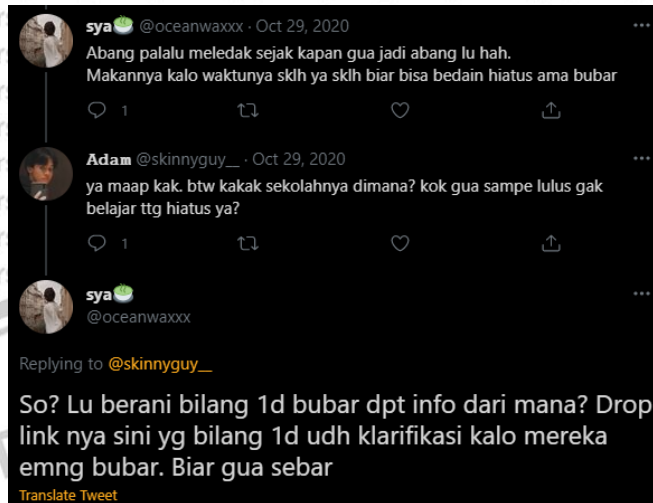 sya🍵 @oceanwaxxx · Oct 29, 2020
Abang palalu meledak sejak kapan gua jadi abang lu hah.
Makannya kalo waktunya sklh ya sklh biar bisa bedain hiatus ama bubar
1
Adam @skinnyguy__ · Oct 29, 2020
ya maap kak. btw kakak sekolahnya dimana? kok gua sampe lulus gak
belajar ttg hiatus ya?
1
sya🍵
@oceanwaxxx
Replying to @skinnyguy__
So? Lu berani bilang 1d bubar dpt info dari mana? Drop
link nya sini yg bilang 1d udh klarifikasi kalo mereka
emng bubar. Biar gua sebar
Translate Tweet